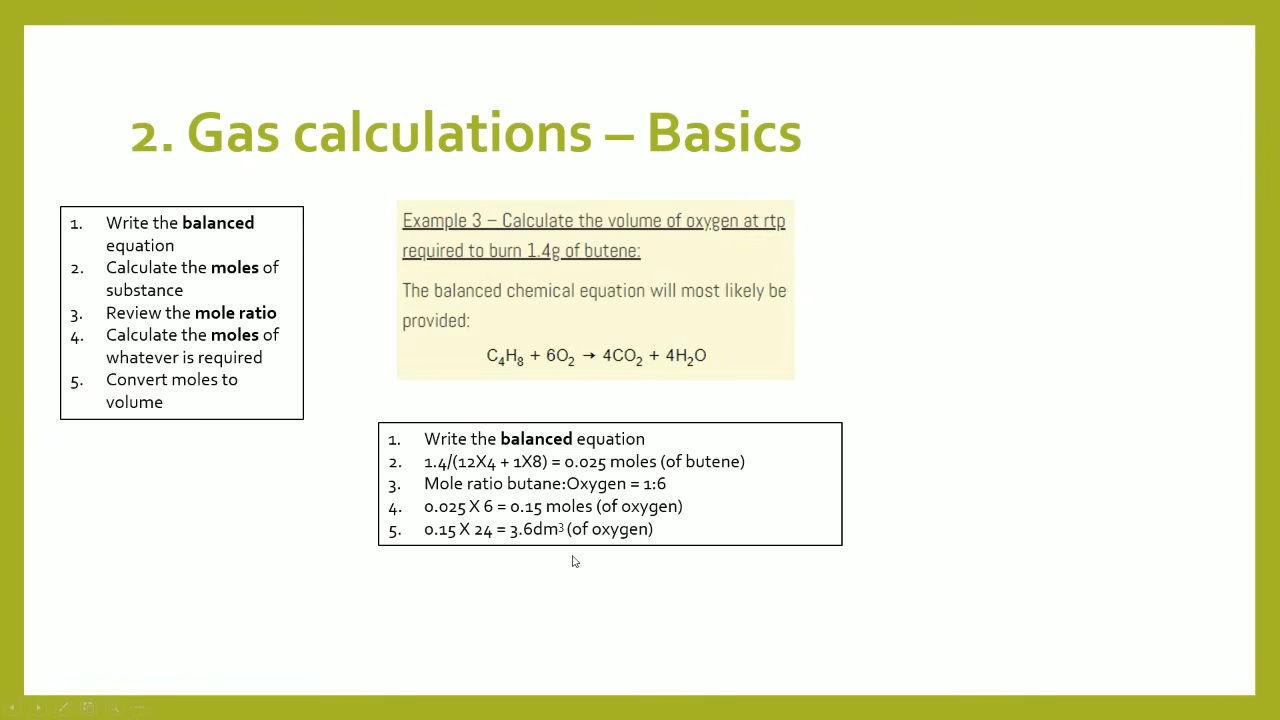 2. Gas calculations – Basics
1. Write the balanced
equation
2. Calculate the moles of
substance
3. Review the mole ratio
4. Calculate the moles of
whatever is required
5. Convert moles to
volume
Example 3 – Calculate the volume of oxygen at rtp
required to burn 1.4g of butene:
The balanced chemical equation will most likely be
provided:
C₄H₈ + 6O₂ → 4CO₂ + 4H₂O
1. Write the balanced equation
2. 1.4/(12X4 + 1X8) = 0.025 moles (of butene)
3. Mole ratio butane:Oxygen = 1:6
4. 0.025 X 6 = 0.15 moles (of oxygen)
5. 0.15 X 24 = 3.6dm³ (of oxygen)